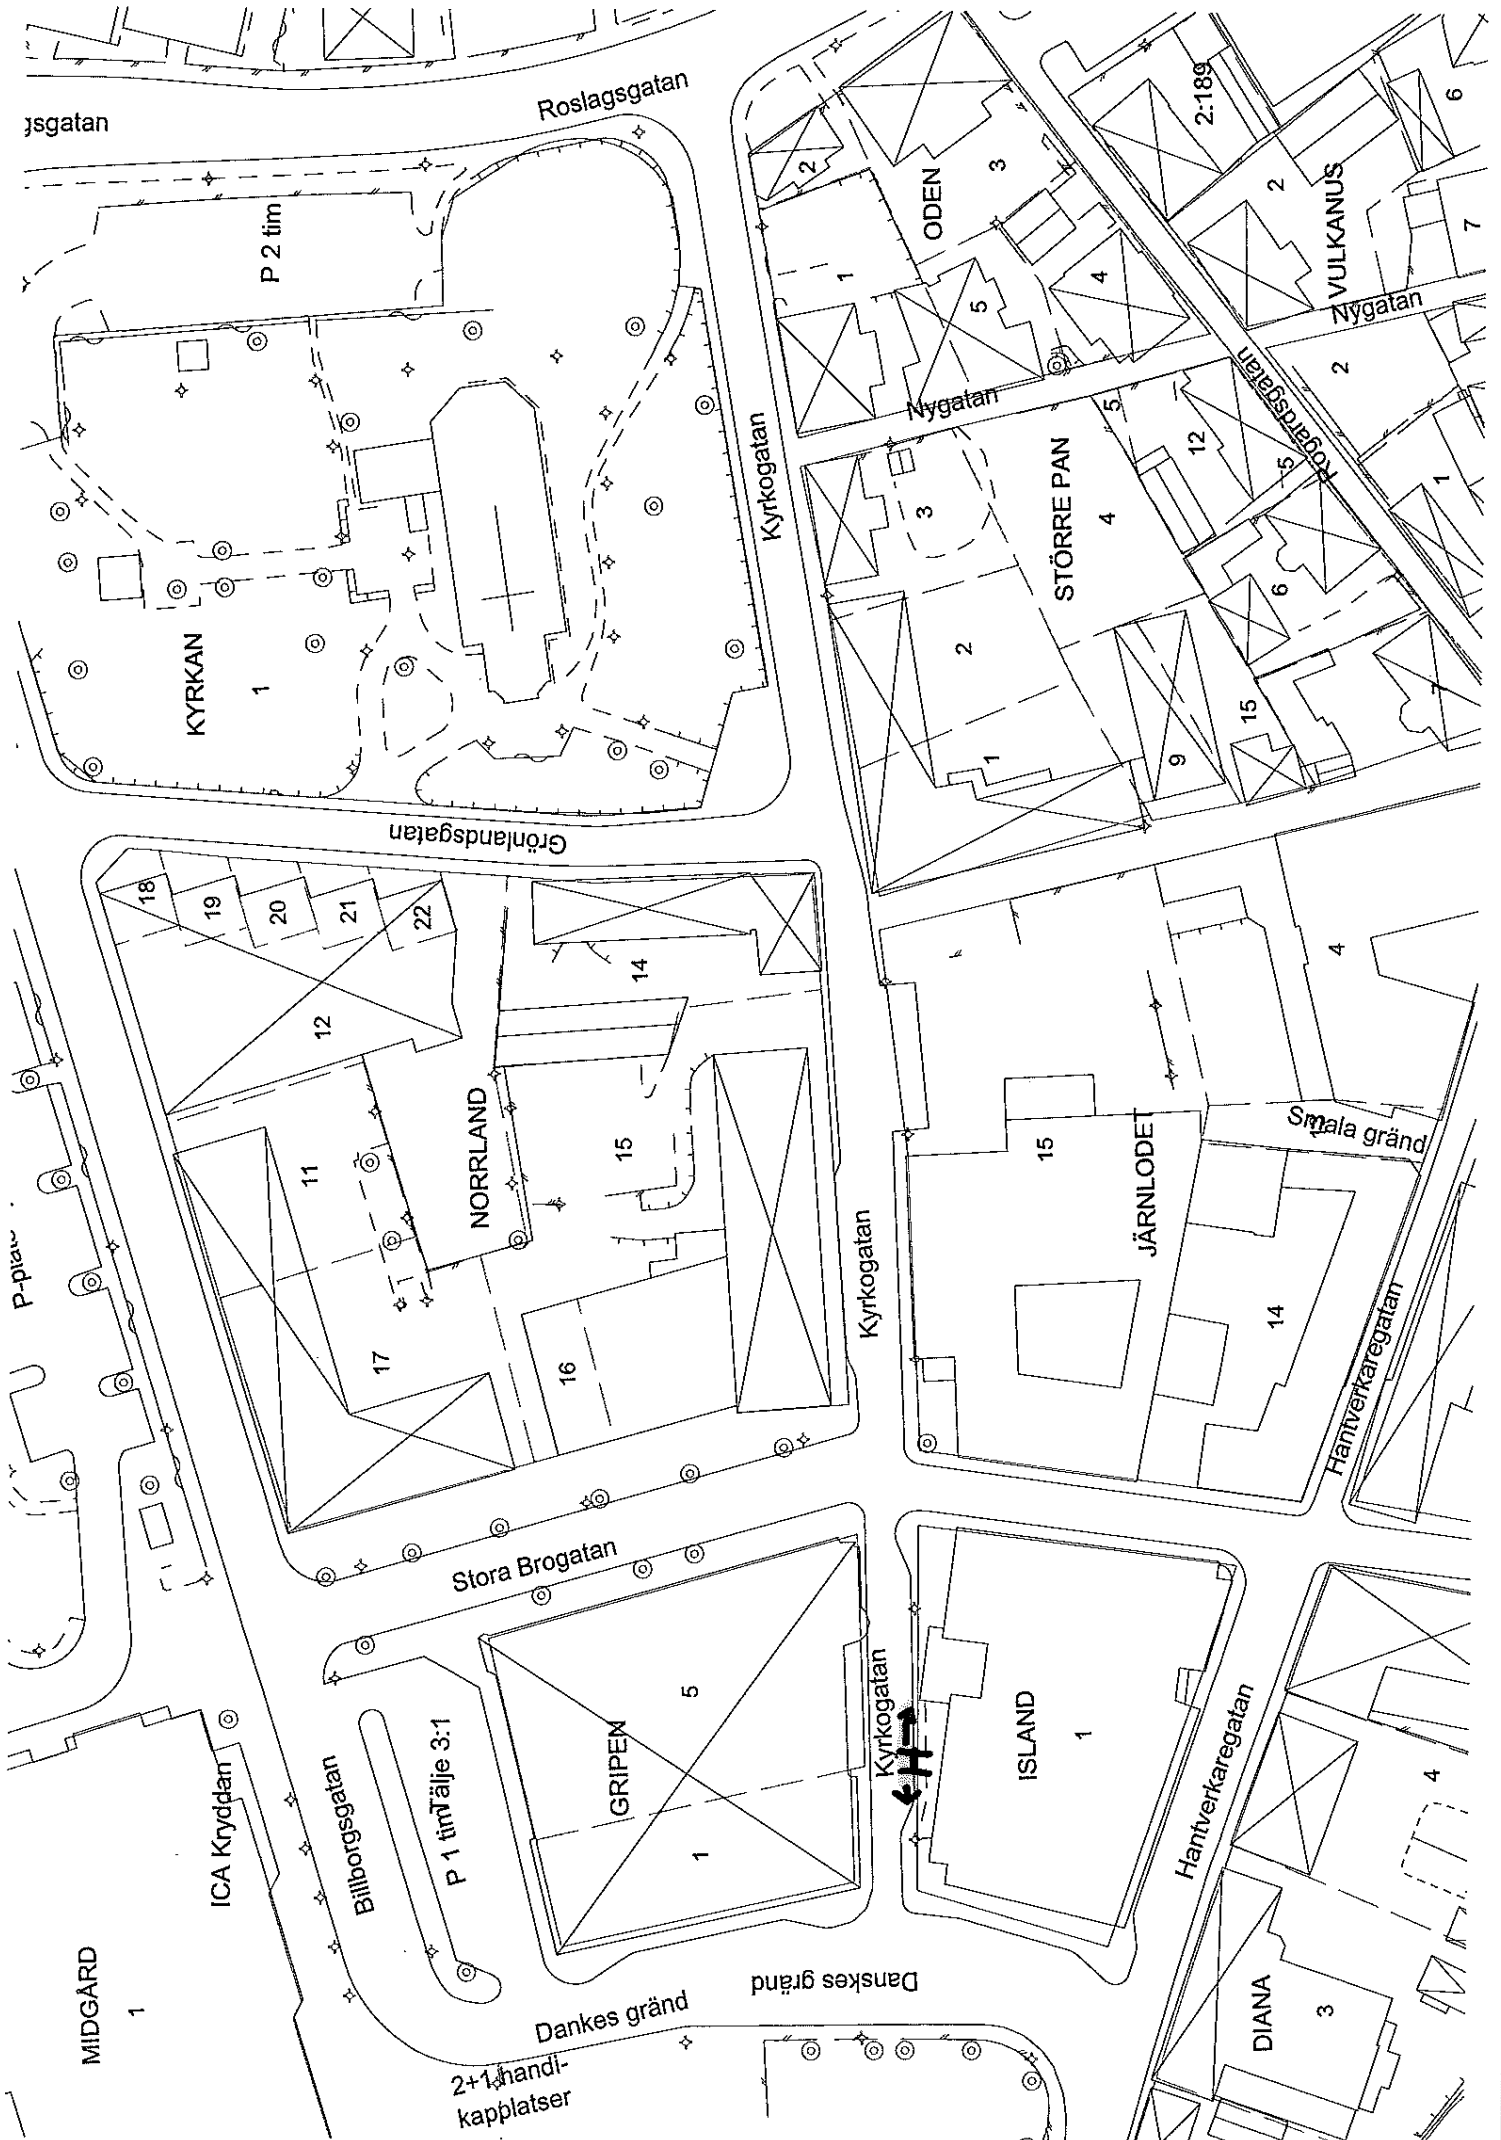 gsgatan
Roslagsgatan
P 2 tim
2
ODEN
3
1
5
4
2:189
6
2
VULKANUS
7
Nygatan
Nygatan
2
Rögårdsgatan
Kyrkogatan
KYRKAN
1
3
STÖRRE PAN
4
5
12
5
1
6
2
1
9
15
7
Grönlandsgatan
18
19
20
21
22
12
14
4
11
NORRLAND
15
15
JÄRNLODET
Smala gränd
17
16
Kyrkogatan
14
Hantverkaregatan
Stora Brogatan
GRIPEN
5
1
Kyrkogatan
ISLAND
1
Hantverkaregatan
4
ICA Kryddan
Billborgsgatan
P 1 tim
Tälje 3:1
MIDGÅRD
1
Dankes gränd
Danskes gränd
2+1 handi-
kapplatser
DIANA
3